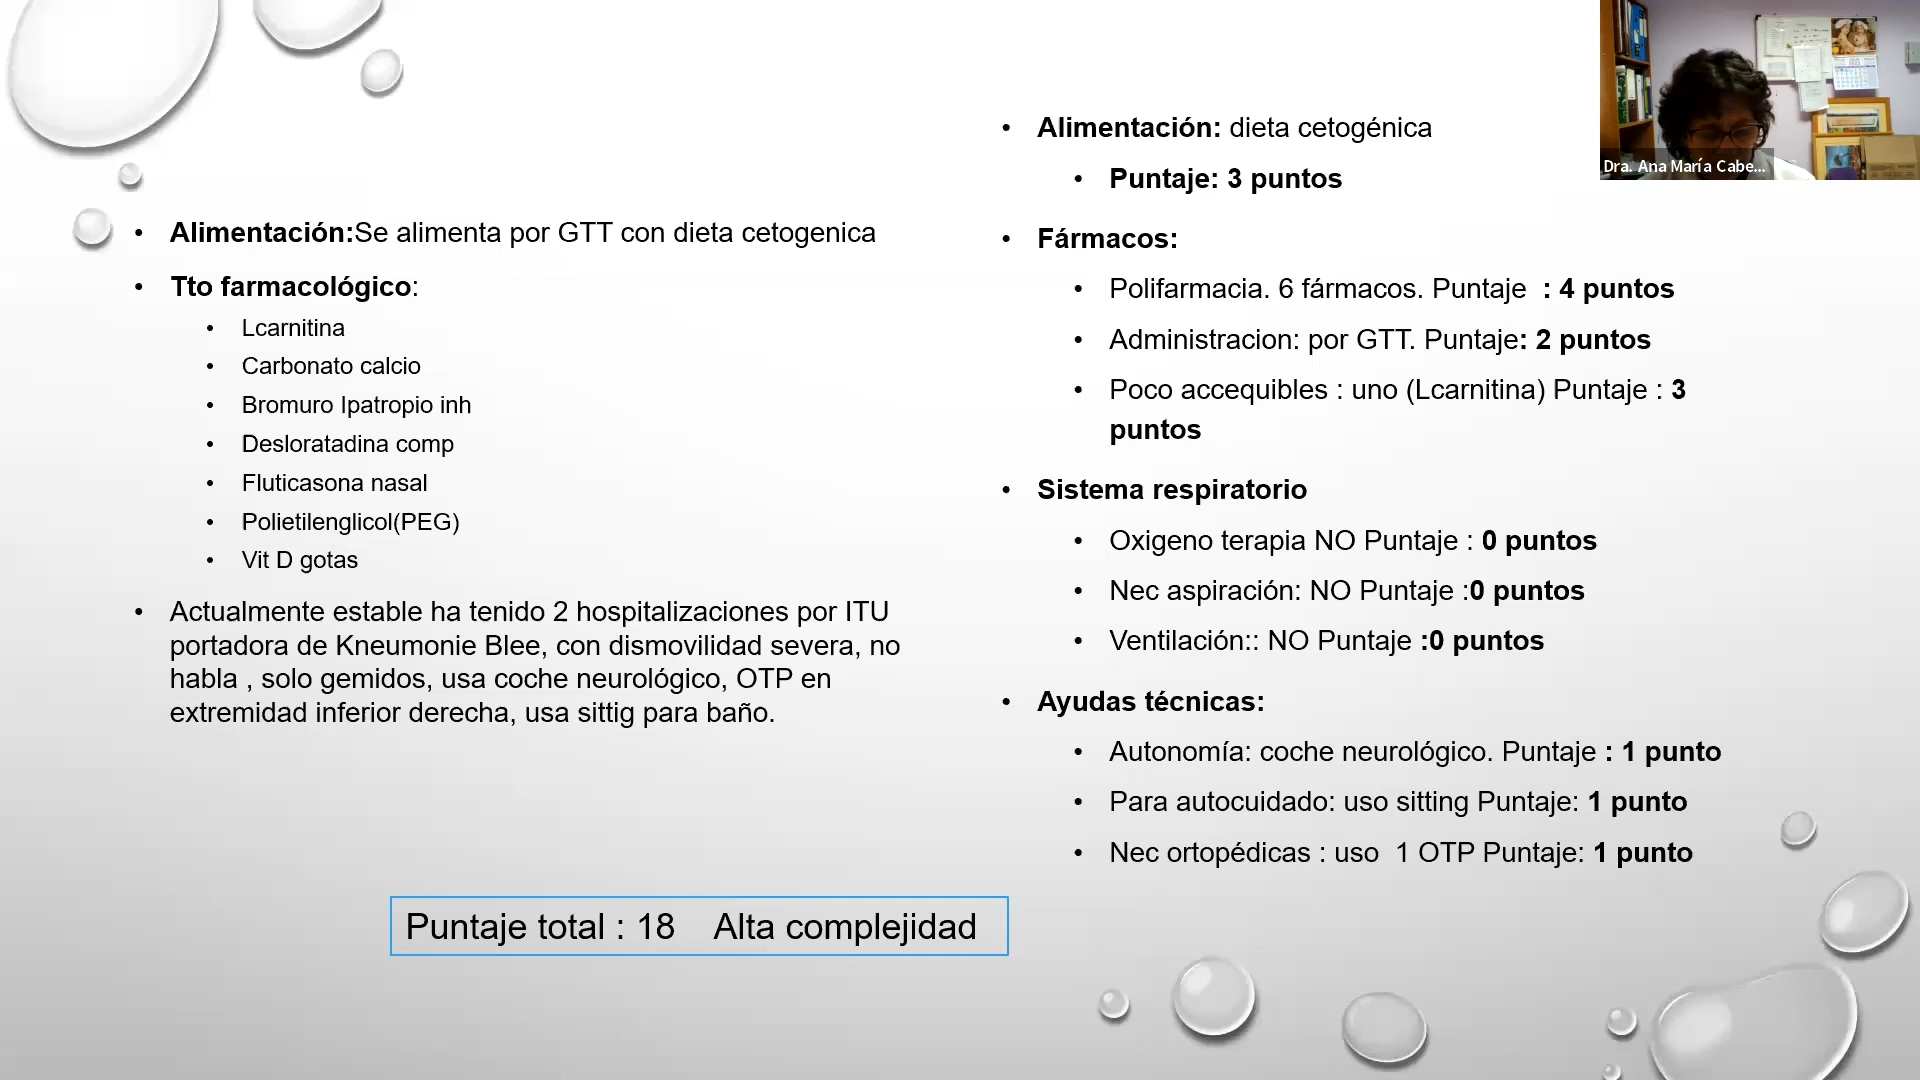 Alimentación:Se alimenta por GTT con dieta cetogenica
Tto farmacológico:
Lcarnitina
Carbonato calcio
Bromuro Ipatropio inh
Desloratadina comp
Fluticasona nasal
Polietilenglicol(PEG)
Vit D gotas
Actualmente estable ha tenido 2 hospitalizaciones por ITU
portadora de Kneumonie Blee, con dismovilidad severa, no
habla , solo gemidos, usa coche neurológico, OTP en
extremidad inferior derecha, usa sittig para baño.
Alimentación: dieta cetogénica
Puntaje: 3 puntos
Fármacos:
Polifarmacia. 6 fármacos. Puntaje : 4 puntos
Administracion: por GTT. Puntaje: 2 puntos
Poco accequibles : uno (Lcarnitina) Puntaje : 3
puntos
Sistema respiratorio
Oxigeno terapia NO Puntaje : 0 puntos
Nec aspiración: NO Puntaje :0 puntos
Ventilación:: NO Puntaje :0 puntos
Ayudas técnicas:
Autonomía: coche neurológico. Puntaje : 1 punto
Para autocuidado: uso sitting Puntaje: 1 punto
Nec ortopédicas : uso 1 OTP Puntaje: 1 punto
Puntaje total : 18 Alta complejidad
Dra. Ana María Cabe...